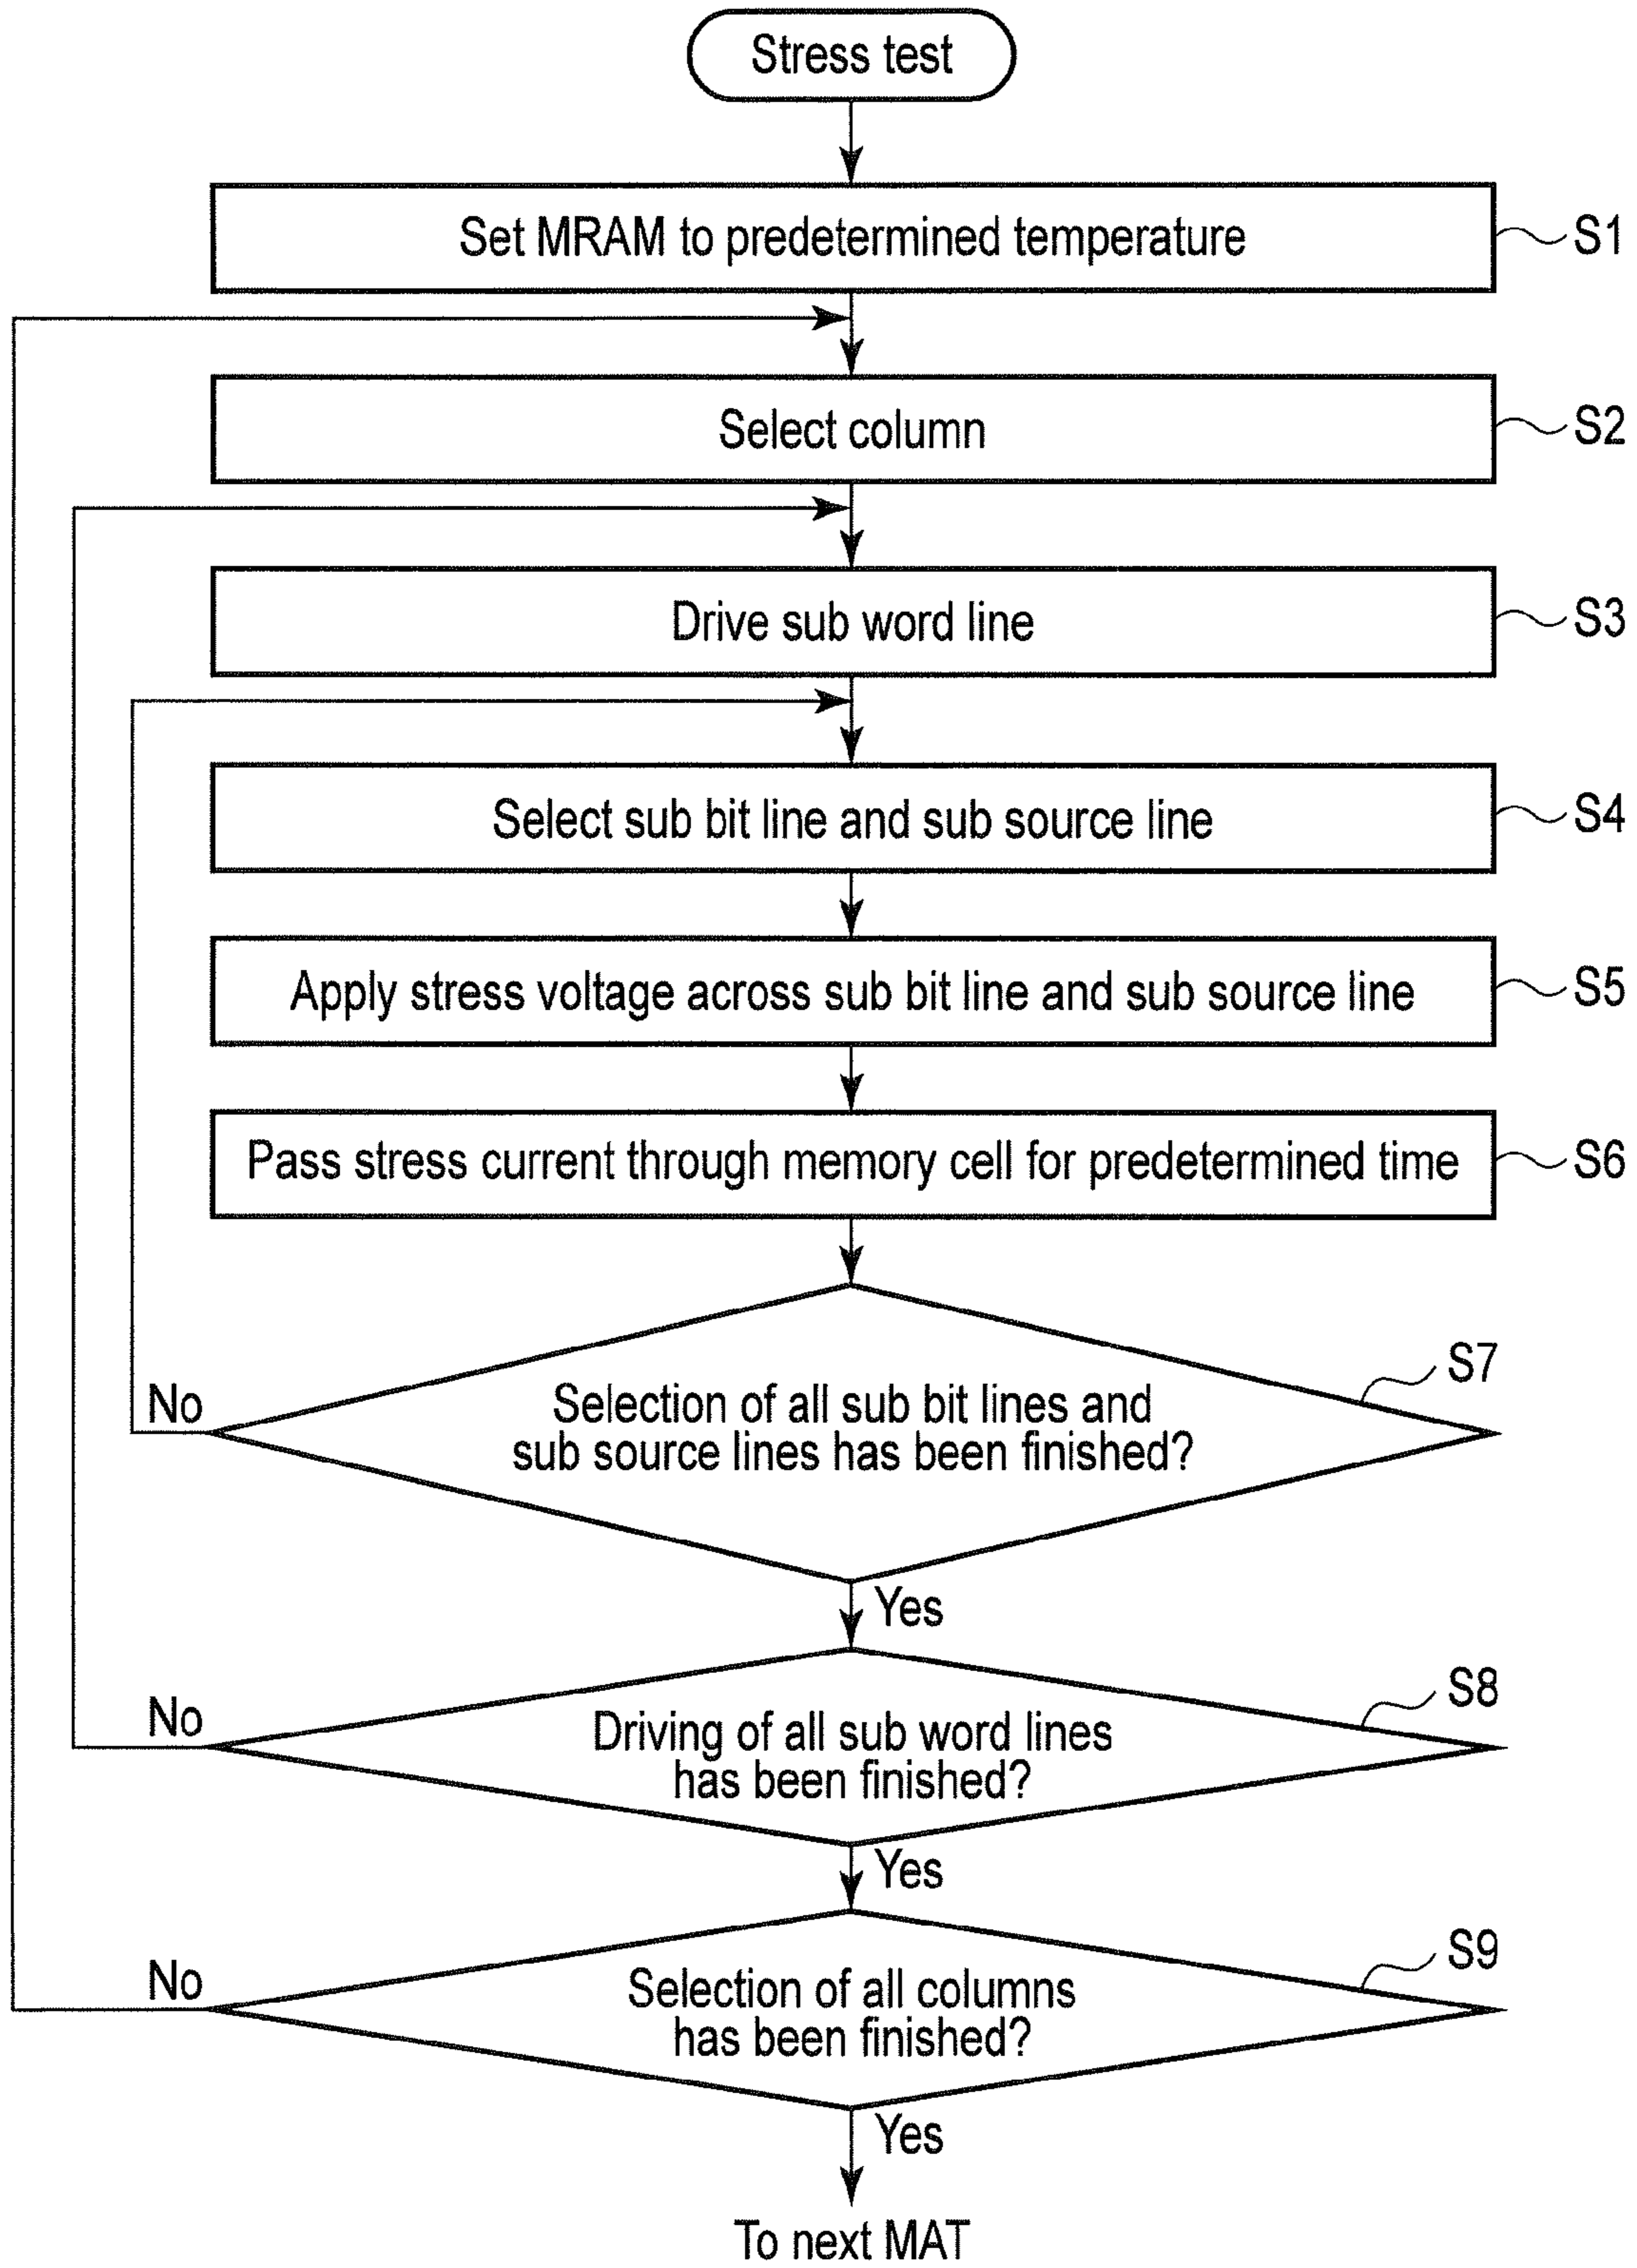 Stress test
Set MRAM to predetermined temperature
S1
Select column
S2
Drive sub word line
S3
Select sub bit line and sub source line
S4
Apply stress voltage across sub bit line and sub source line
S5
Pass stress current through memory cell for predetermined time
S6
S7
No
Selection of all sub bit lines and
sub source lines has been finished?
Yes
S8
No
Driving of all sub word lines
has been finished?
Yes
S9
No
Selection of all columns
has been finished?
Yes
To next MAT